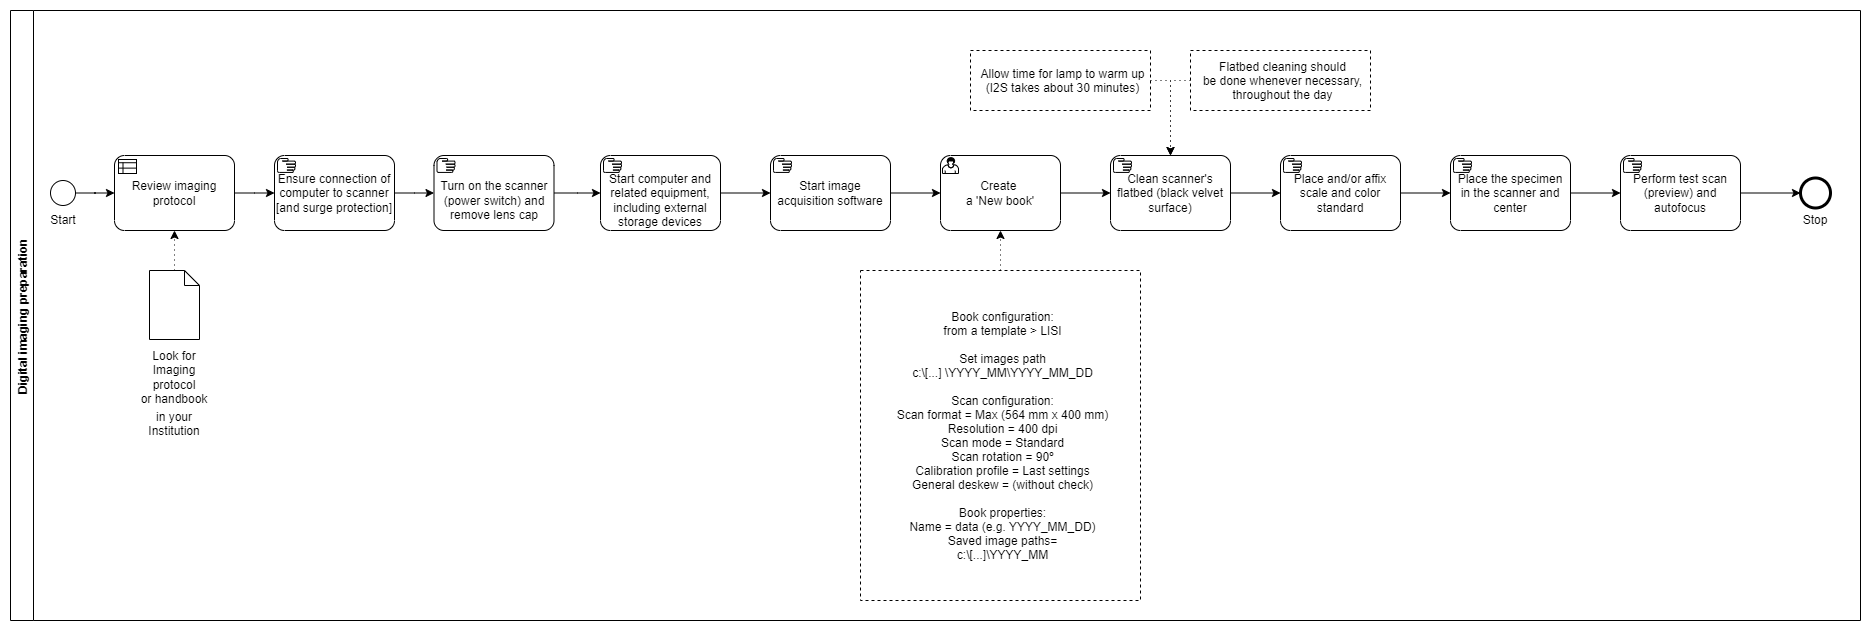 Digital imaging preparation
Allow time for lamp to warm up
(I2S takes about 30 minutes)
Flatbed cleaning should
be done whenever necessary,
throughout the day
Start
Review imaging
protocol
Ensure connection of
computer to scanner
[and surge protection]
Turn on the scanner
(power switch) and
remove lens cap
Start computer and
related equipment,
including external
storage devices
Start image
acquisition software
Create
a 'New book'
Clean scanner's
flatbed (black velvet
surface)
Place and/or affix
scale and color
standard
Place the specimen
in the scanner and
center
Perform test scan
(preview) and
autofocus
Stop
Look for
Imaging
protocol
or handbook
in your
Institution
Book configuration:
from a template > LISI
Set images path
c:\[...] \YYYY_MM\YYYY_MM_DD
Scan configuration:
Scan format = Max (564 mm x 400 mm)
Resolution = 400 dpi
Scan mode = Standard
Scan rotation = 90º
Calibration profile = Last settings
General deskew = (without check)
Book properties:
Name = data (e.g. YYYY_MM_DD)
Saved image paths=
c:\[...]\YYYY_MM